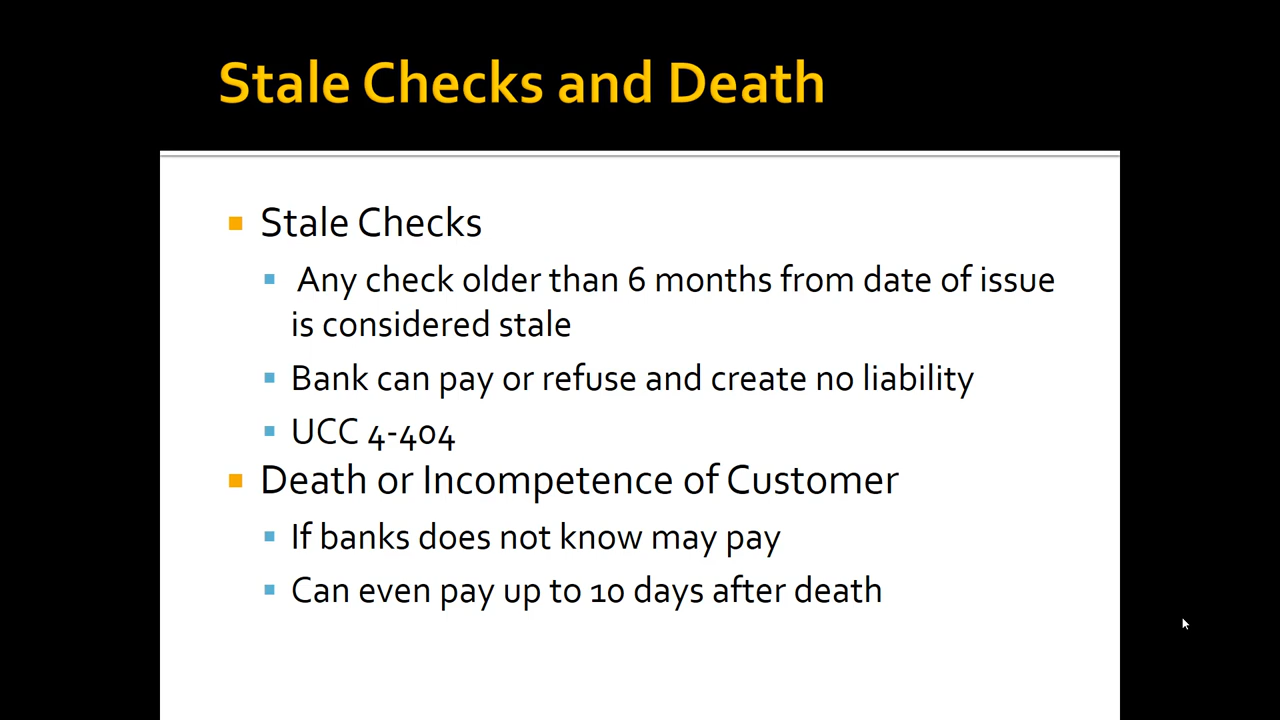 Stale Checks and Death
Stale Checks
Any check older than 6 months from date of issue
is considered stale
Bank can pay or refuse and create no liability
UCC 4-404
Death or Incompetence of Customer
If banks does not know may pay
Can even pay up to 10 days after death